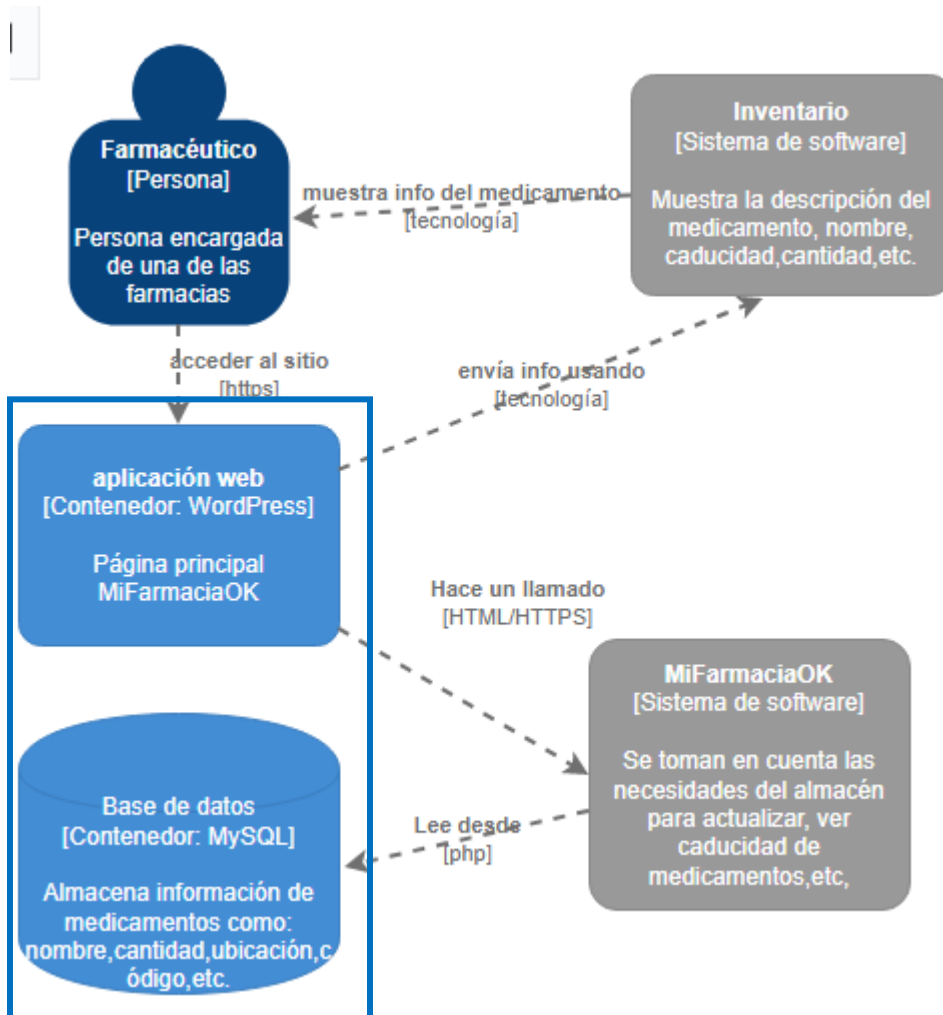 Farmacéutico
[Persona]
Persona encargada
de una de las
farmacias
Inventario
[Sistema de software]
Muestra la descripción del
medicamento, nombre,
caducidad,cantidad,etc.
muestra info del medicamento
[tecnología]
acceder al sitio
[https]
envía info usando
[tecnología]
aplicación web
[Contenedor: WordPress]
Página principal
MiFarmaciaOK
Hace un llamado
[HTML/HTTPS]
MiFarmaciaOK
[Sistema de software]
Se toman en cuenta las
necesidades del almacén
para actualizar, ver
caducidad de
medicamentos,etc,
Lee desde
[php]
Base de datos
[Contenedor: MySQL]
Almacena información de
medicamentos como:
nombre,cantidad,ubicación,c
ódigo,etc.